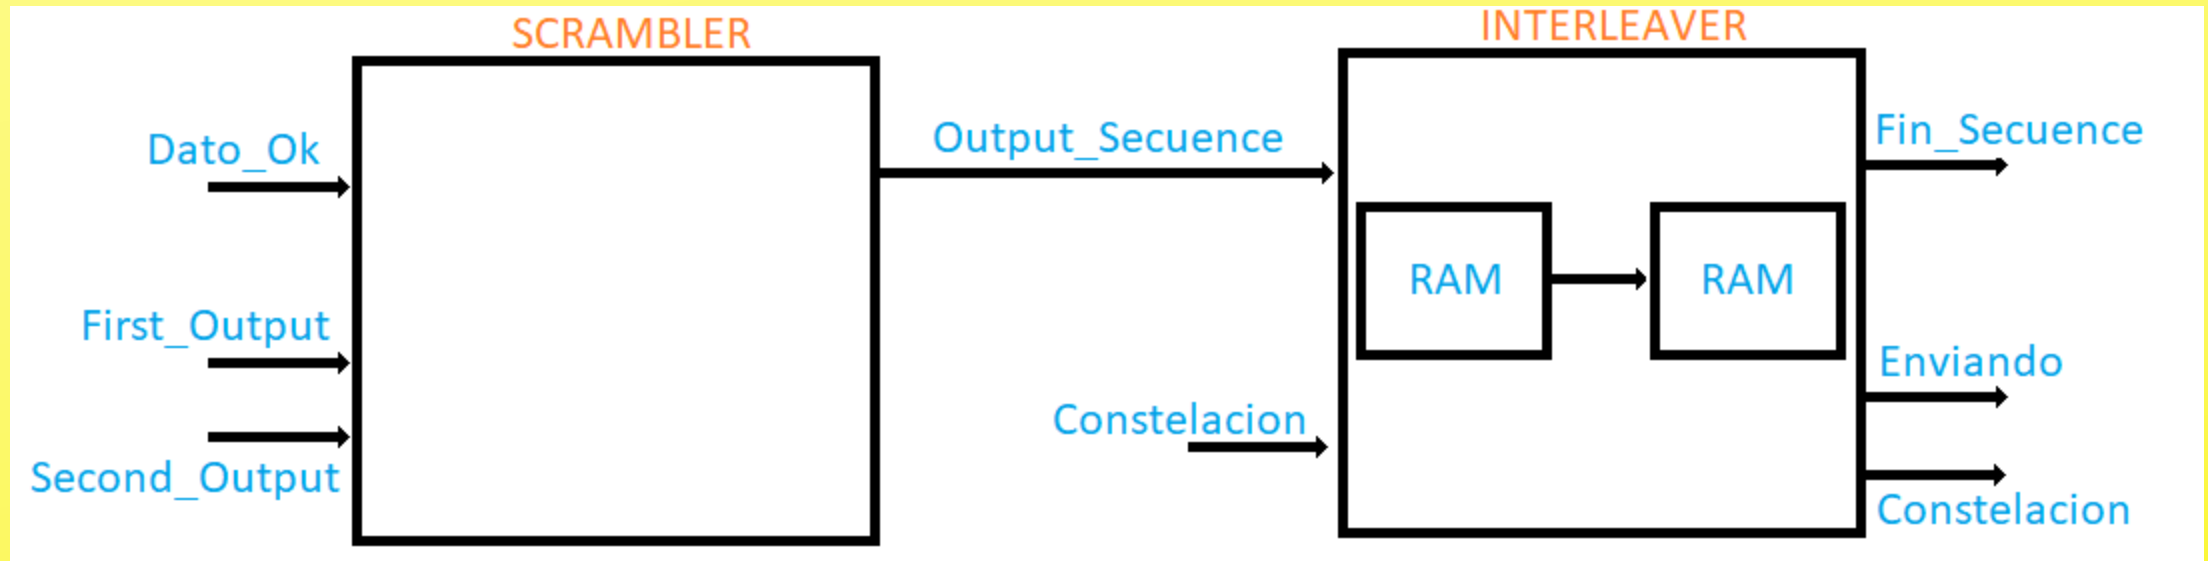 SCRAMBLER
INTERLEAVER
Dato_Ok
Output_Secuence
Fin_Secuence
First_Output
RAM
RAM
Enviando
Second_Output
Constelacion
Constelacion